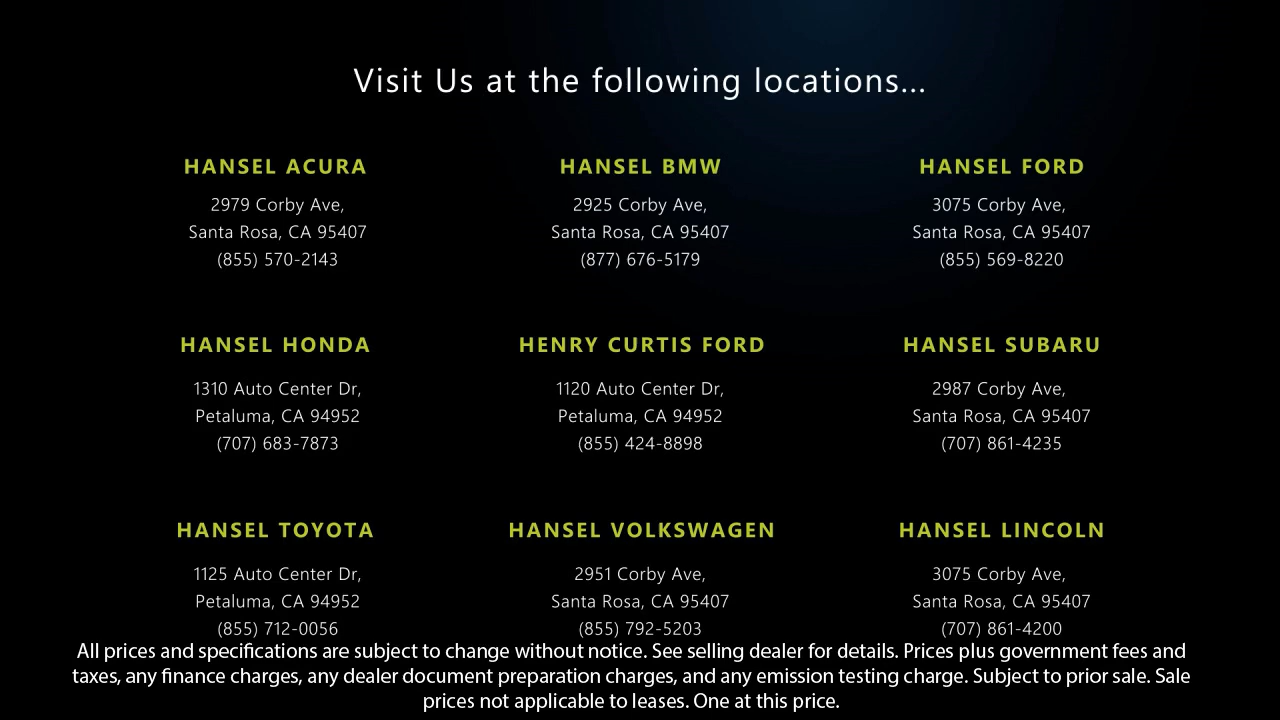 Visit Us at the following locations...
HANSEL ACURA
2979 Corby Ave,
Santa Rosa, CA 95407
(855) 570-2143
HANSEL BMW
2925 Corby Ave,
Santa Rosa, CA 95407
(877) 676-5179
HANSEL FORD
3075 Corby Ave,
Santa Rosa, CA 95407
(855) 569-8220
HANSEL HONDA
1310 Auto Center Dr,
Petaluma, CA 94952
(707) 683-7873
HENRY CURTIS FORD
1120 Auto Center Dr,
Petaluma, CA 94952
(855) 424-8898
HANSEL SUBARU
2987 Corby Ave,
Santa Rosa, CA 95407
(707) 861-4235
HANSEL TOYOTA
1125 Auto Center Dr,
Petaluma, CA 94952
(855) 712-0056
HANSEL VOLKSWAGEN
2951 Corby Ave,
Santa Rosa, CA 95407
(855) 792-5203
HANSEL LINCOLN
3075 Corby Ave,
Santa Rosa, CA 95407
(707) 861-4200
All prices and specifications are subject to change without notice. See selling dealer for details. Prices plus government fees and
taxes, any finance charges, any dealer document preparation charges, and any emission testing charge. Subject to prior sale. Sale
prices not applicable to leases. One at this price.